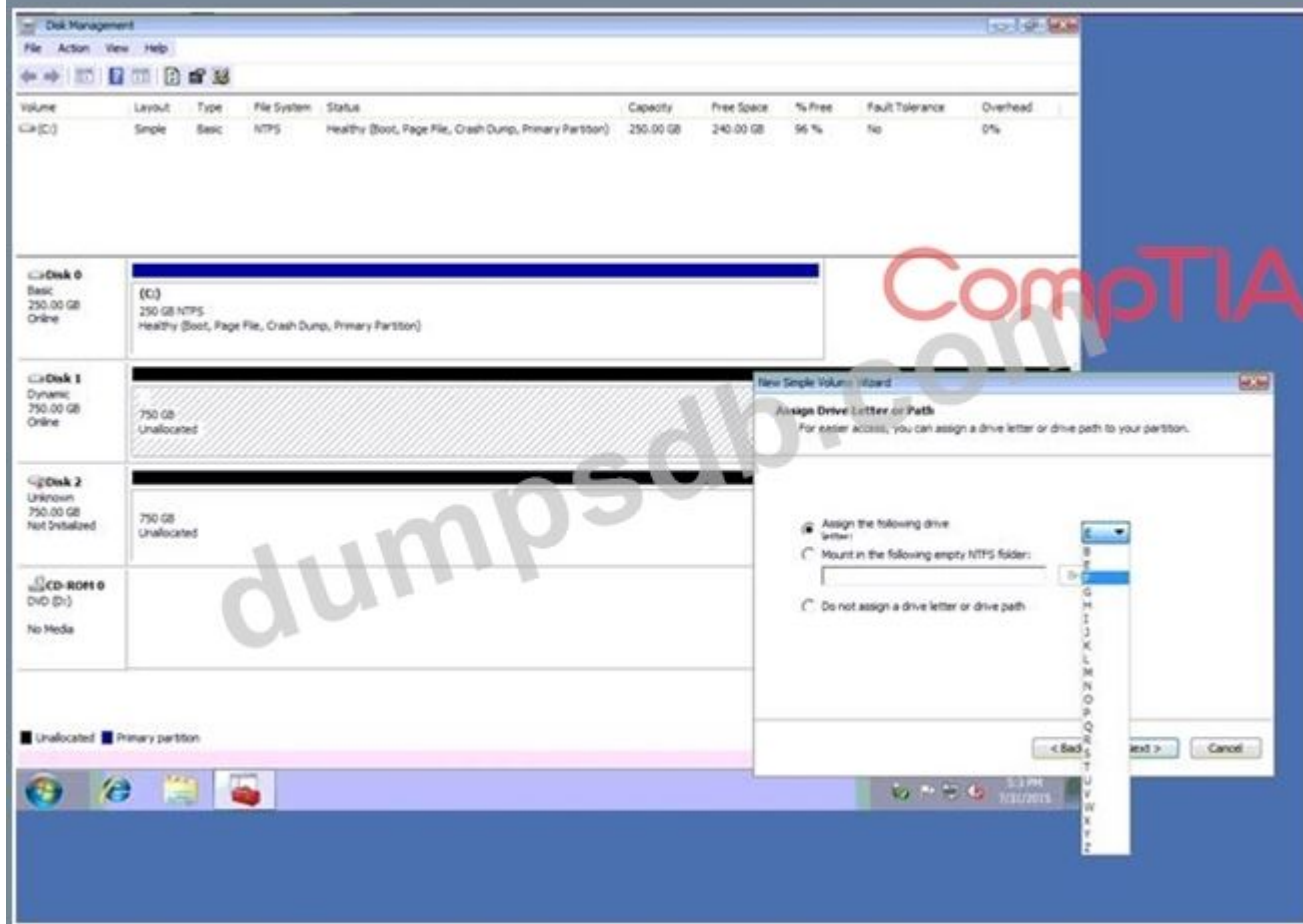 Disk Management
File Action View Help
Volume Layout Type File System Status Capacity Free Space % Free Fault Tolerance Overhead
(C:) Simple Basic NTFS Healthy (Boot, Page File, Crash Dump, Primary Partition) 250.00 GB 240.00 GB 96 % No 0%
Disk 0
Basic
250.00 GB
Online
(C:)
250 GB NTFS
Healthy (Boot, Page File, Crash Dump, Primary Partition)
Disk 1
Dynamic
750.00 GB
Online
750 GB
Unallocated
Disk 2
Unknown
750.00 GB
Not Initialized
750 GB
Unallocated
CD-ROM 0
DVD (D:)
No Media
Unallocated Primary partition
CompTIA
dumpsdb.com
New Simple Volume Wizard
Assign Drive Letter or Path
For easier access, you can assign a drive letter or drive path to your partition.
Assign the following drive
letter:
E
Mount in the following empty NTFS folder:
Do not assign a drive letter or drive path
B
E
F
G
H
I
J
K
L
M
N
O
P
Q
R
S
T
U
V
W
X
Y
Z
< Back
Next >
Cancel
7/31/2015